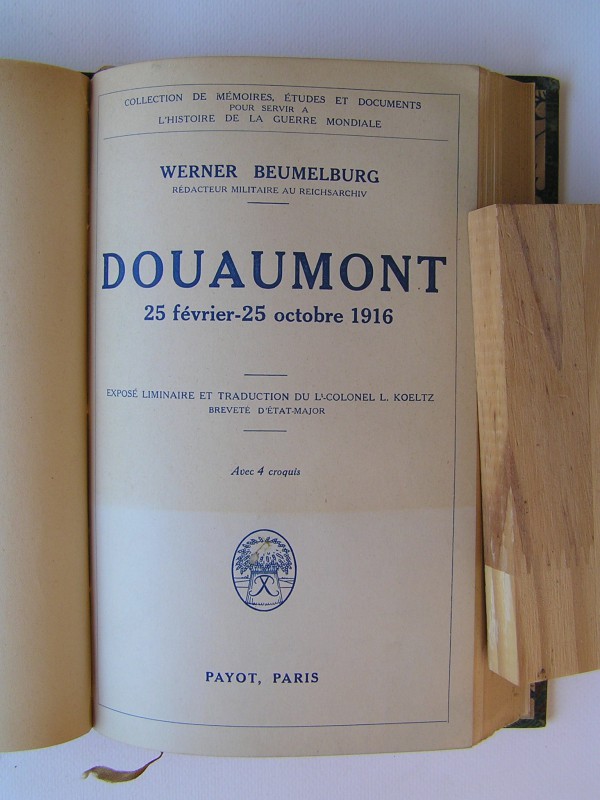 COLLECTION DE MÉMOIRES, ÉTUDES ET DOCUMENTS
POUR SERVIR A
L'HISTOIRE DE LA GUERRE MONDIALE
WERNER BEUMELBURG
RÉDACTEUR MILITAIRE AU REICHSARCHIV
DOUAUMONT
25 février-25 octobre 1916
EXPOSÉ LIMINAIRE ET TRADUCTION DU Lt-COLONEL L. KOELTZ
BREVETÉ D'ÉTAT-MAJOR
Avec 4 croquis
PAYOT, PARIS